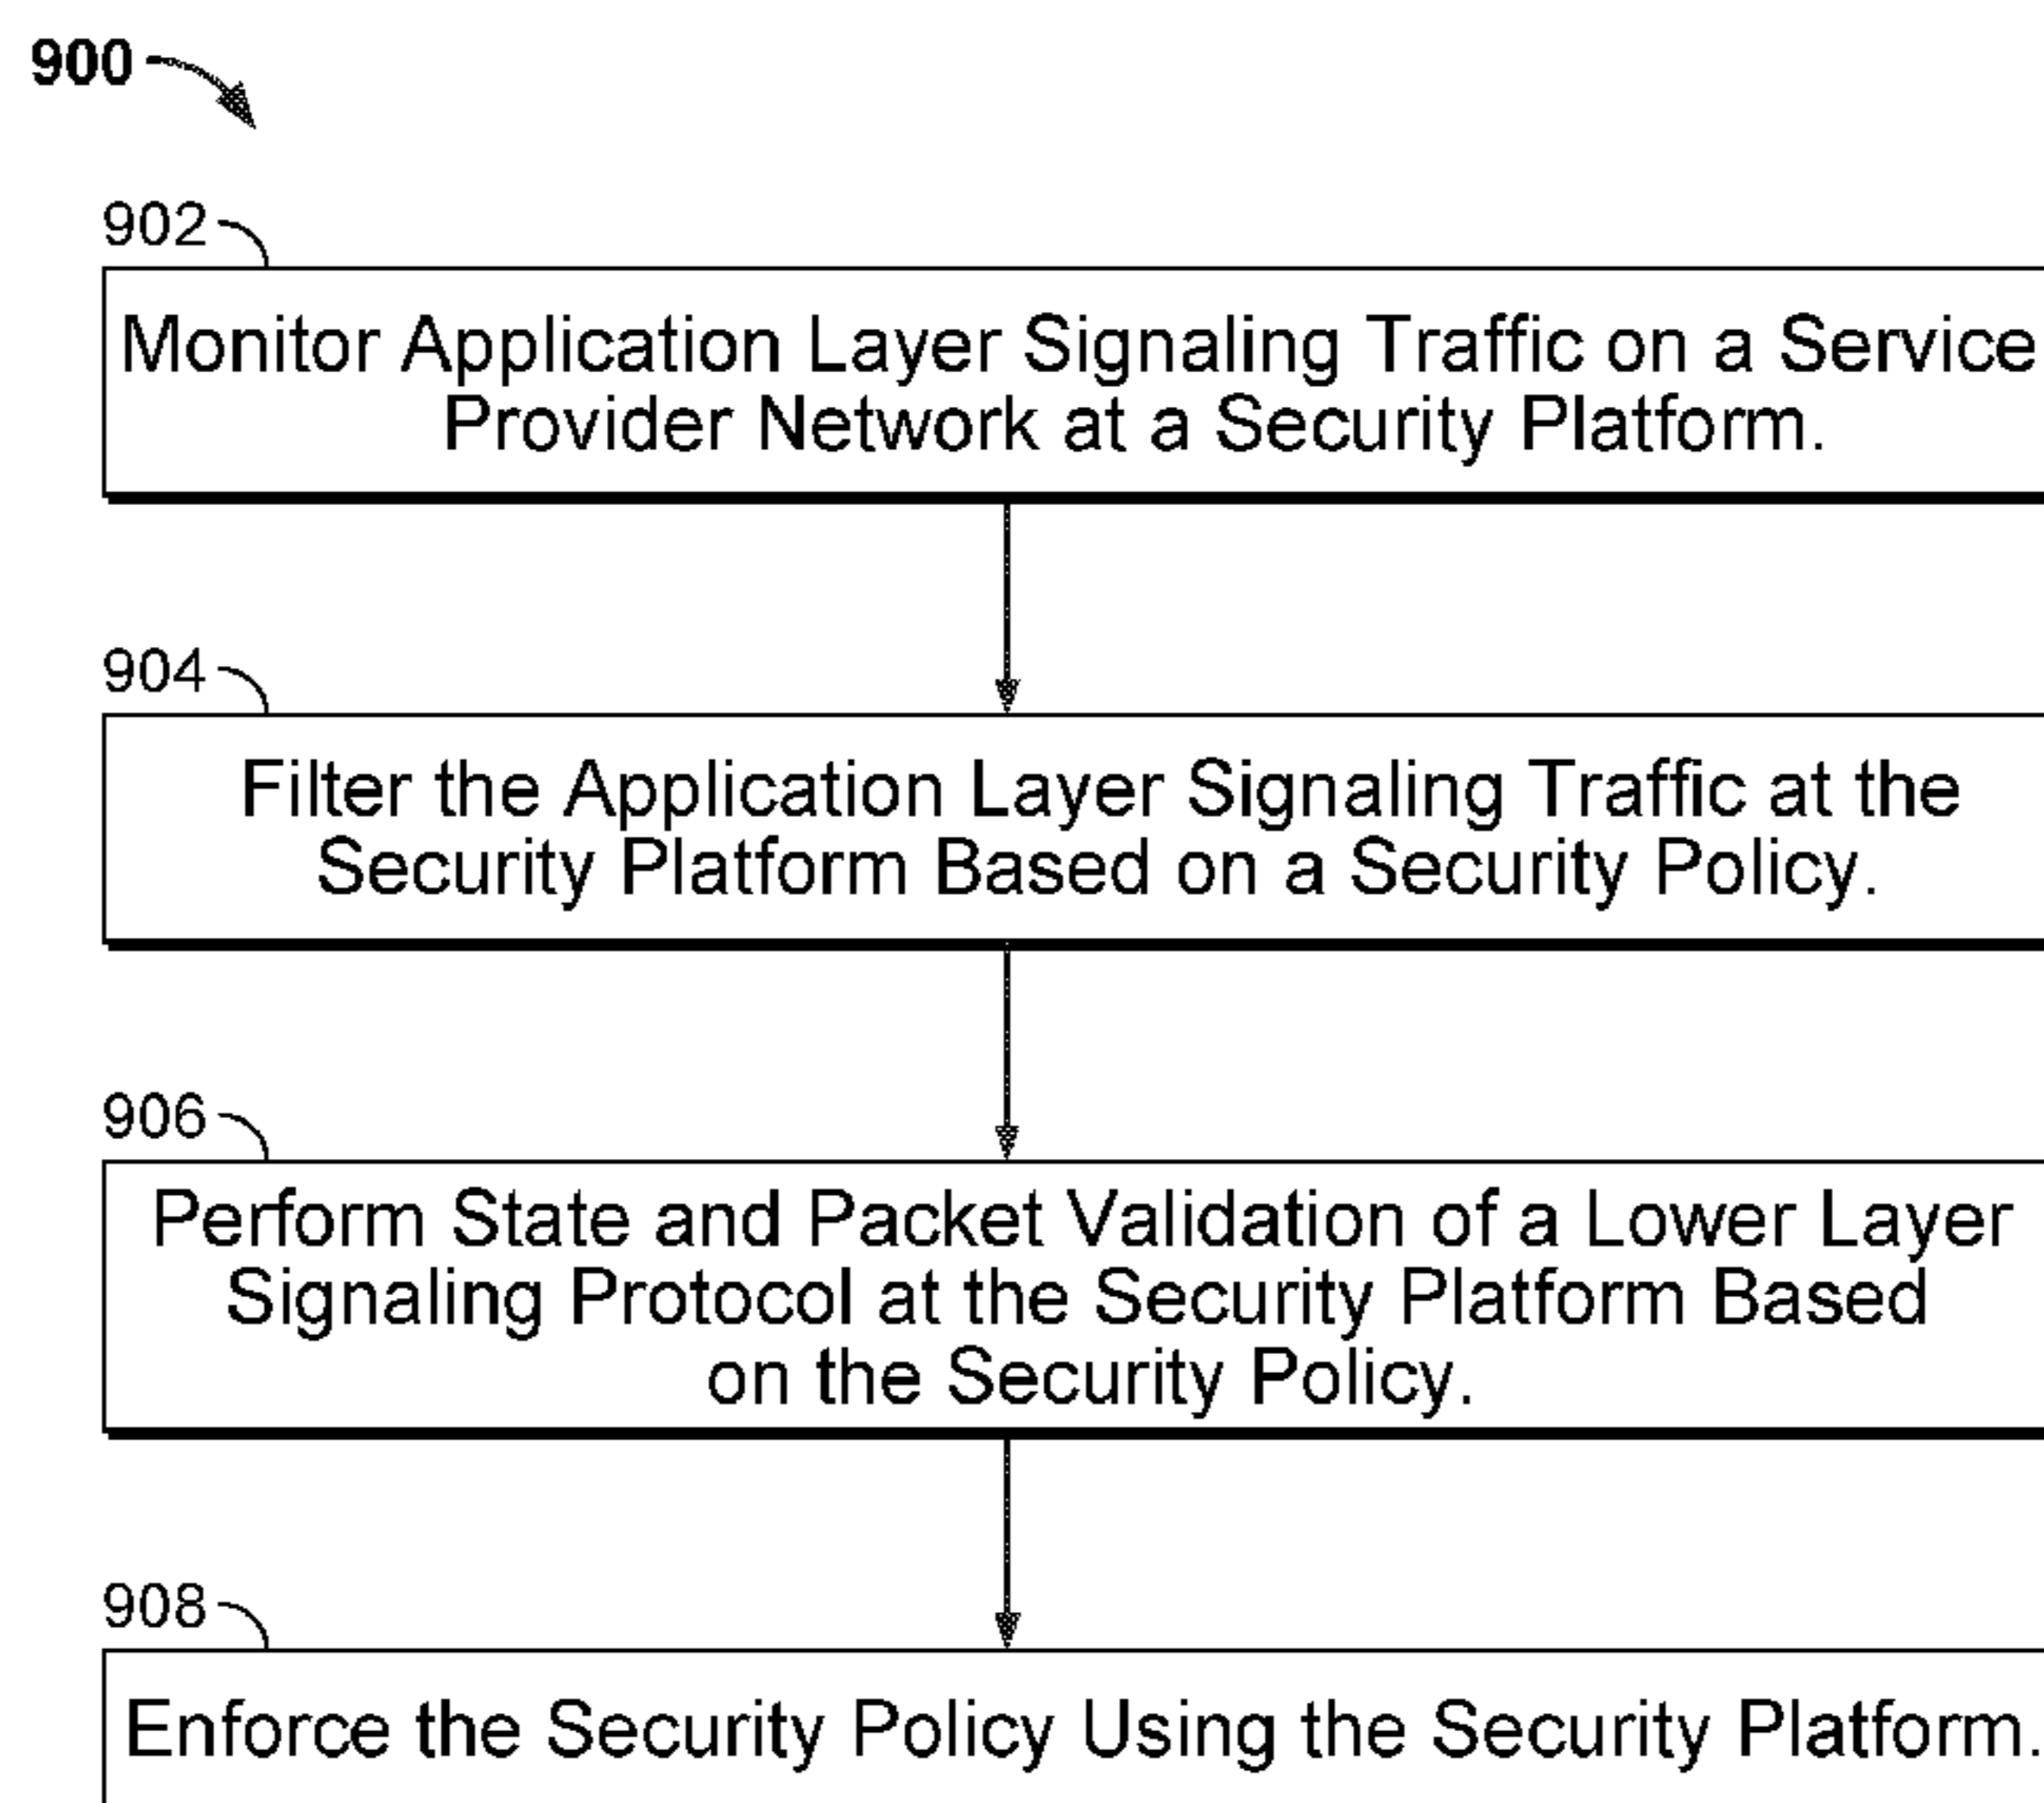 900
902
Monitor Application Layer Signaling Traffic on a Service
Provider Network at a Security Platform.
904
Filter the Application Layer Signaling Traffic at the
Security Platform Based on a Security Policy.
906
Perform State and Packet Validation of a Lower Layer
Signaling Protocol at the Security Platform Based
on the Security Policy.
908
Enforce the Security Policy Using the Security Platform.